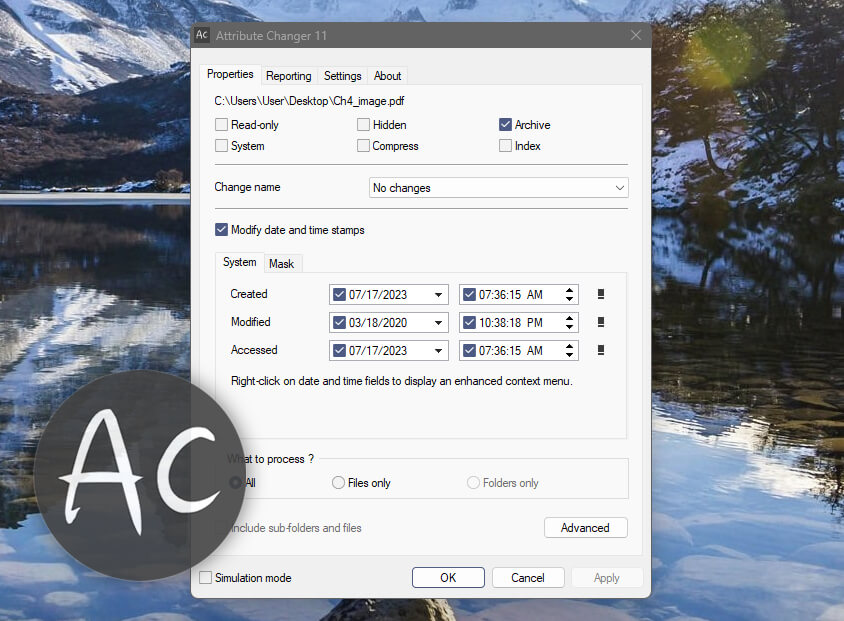 Ac Attribute Changer 11
Properties Reporting Settings About
C:\Users\User\Desktop\Ch4_image.pdf
Read-only Hidden Archive
System Compress Index
Change name No changes
Modify date and time stamps
System Mask
Created 07/17/2023 07:36:15 AM
Modified 03/18/2020 10:38:18 PM
Accessed 07/17/2023 07:36:15 AM
Right-click on date and time fields to display an enhanced context menu.
What to process ?
All Files only Folders only
Include sub-folders and files Advanced
Ac
Simulation mode OK Cancel Apply